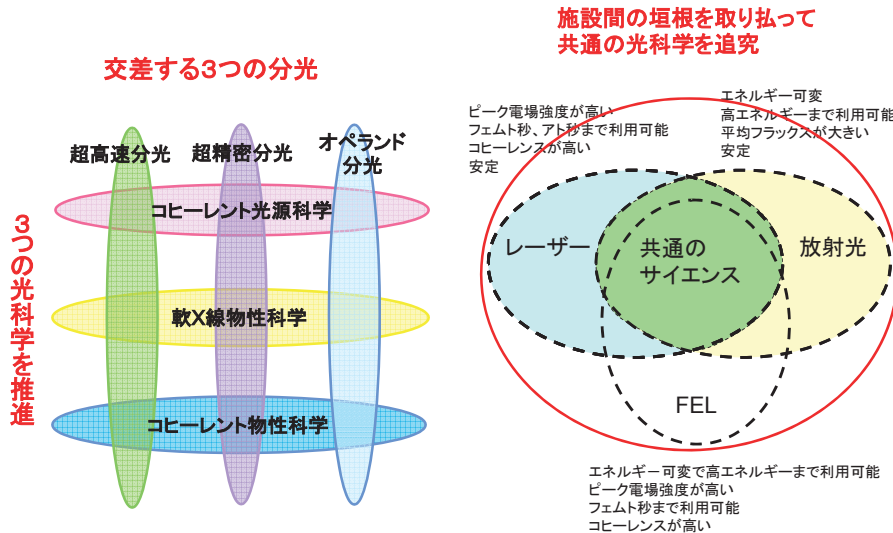 交差する3つの分光
超高速分光
超精密分光
オペランド
分光
コヒーレント光源科学
軟X線物性科学
コヒーレント物性科学
3つの光科学を推進
施設間の垣根を取り払って
共通の光科学を追究
ピーク電場強度が高い
フェムト秒、アト秒まで利用可能
コヒーレンスが高い
安定
エネルギー可変
高エネルギーまで利用可能
平均フラックスが大きい
安定
レーザー
共通の
サイエンス
放射光
FEL
エネルギー可変で高エネルギーまで利用可能
ピーク電場強度が高い
フェムト秒まで利用可能
コヒーレンスが高い